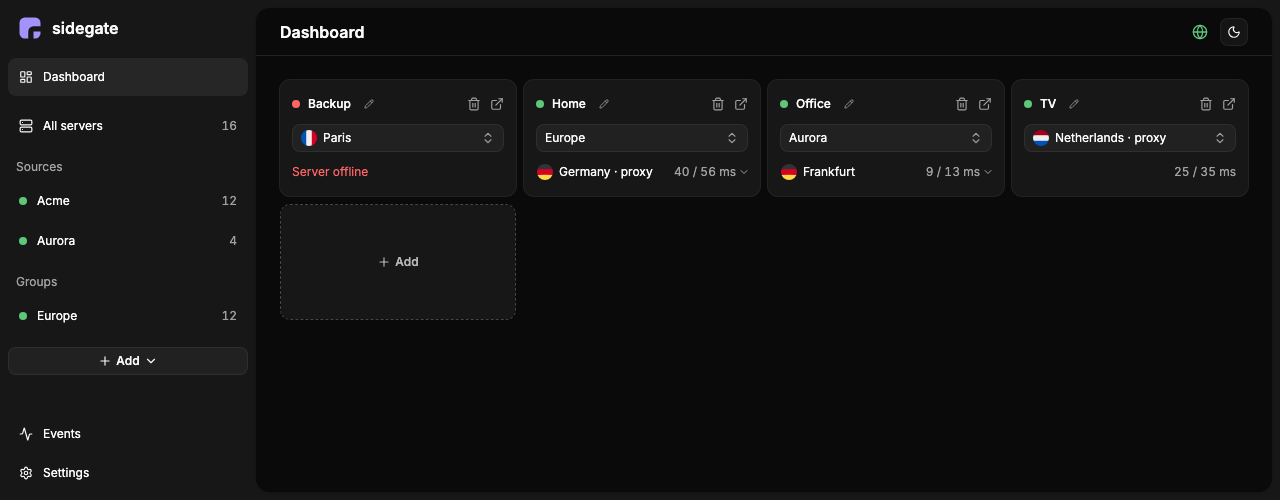 sidegate
Dashboard
All servers 16
Sources
Acme 12
Aurora 4
Groups
Europe 12
+ Add
Events
Settings
Dashboard
Backup
Paris
Server offline
Home
Europe
Germany · proxy 40 / 56 ms
Office
Aurora
Frankfurt 9 / 13 ms
TV
Netherlands · proxy
25 / 35 ms
+ Add